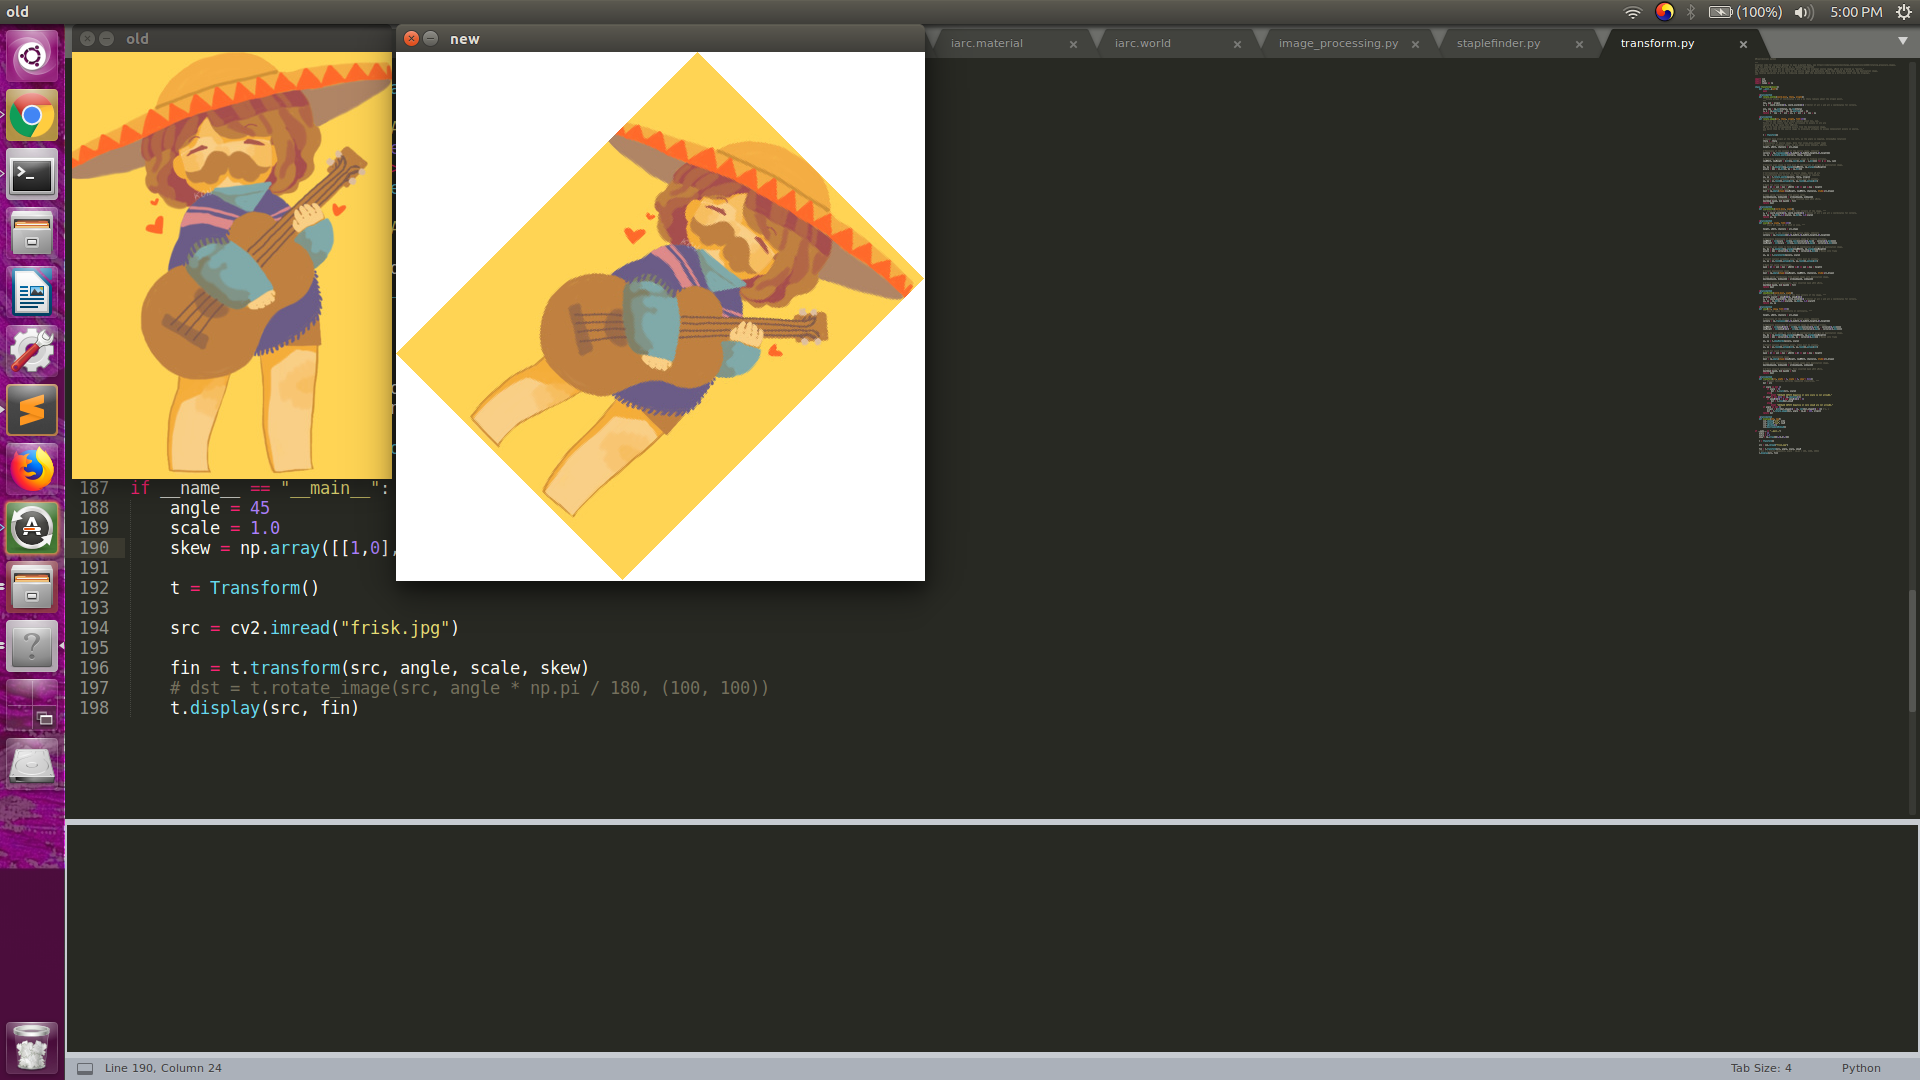 old
(100%)
5:00 PM
old
new
iarc.material
iarc.world
image_processing.py
staplefinder.py
transform.py
187 if __name__ == "__main__":
188 angle = 45
189 scale = 1.0
190 skew = np.array([[1,0],
191
192 t = Transform()
193
194 src = cv2.imread("frisk.jpg")
195
196 fin = t.transform(src, angle, scale, skew)
197 # dst = t.rotate_image(src, angle * np.pi / 180, (100, 100))
198 t.display(src, fin)
Line 190, Column 24
Tab Size: 4
Python